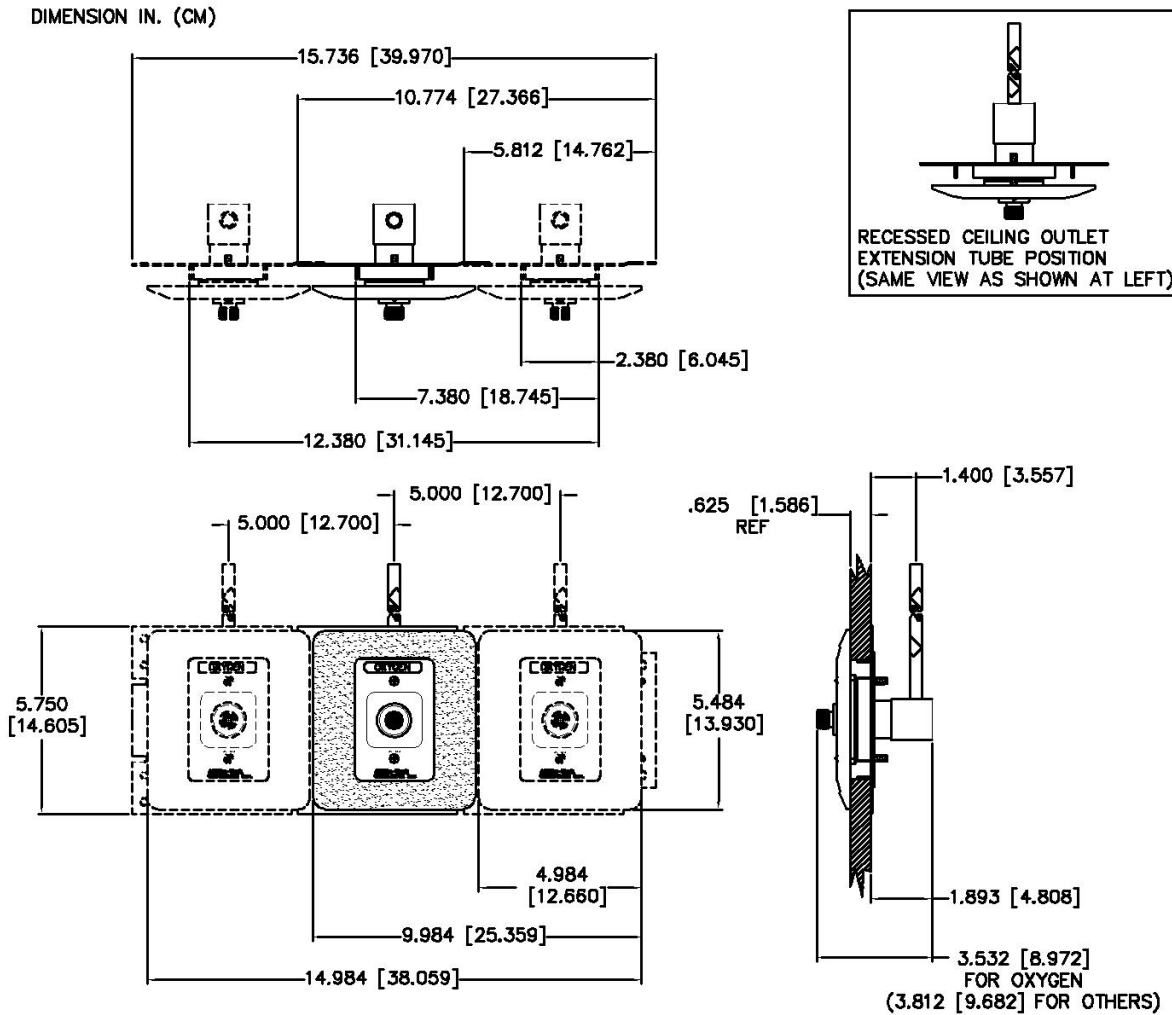 DIMENSION IN. (CM)
15.736 [39.970]
10.774 [27.366]
5.812 [14.762]
RECESSED CEILING OUTLET
EXTENSION TUBE POSITION
(SAME VIEW AS SHOWN AT LEFT)
2.380 [6.045]
7.380 [18.745]
12.380 [31.145]
5.000 [12.700]
5.000 [12.700]
1.400 [3.557]
.625 [1.586]
REF
OXYGEN
OXYGEN
OXYGEN
5.750
[14.605]
5.484
[13.930]
4.984
[12.660]
9.984 [25.359]
14.984 [38.059]
1.893 [4.808]
3.532 [8.972]
FOR OXYGEN
(3.812 [9.682] FOR OTHERS)